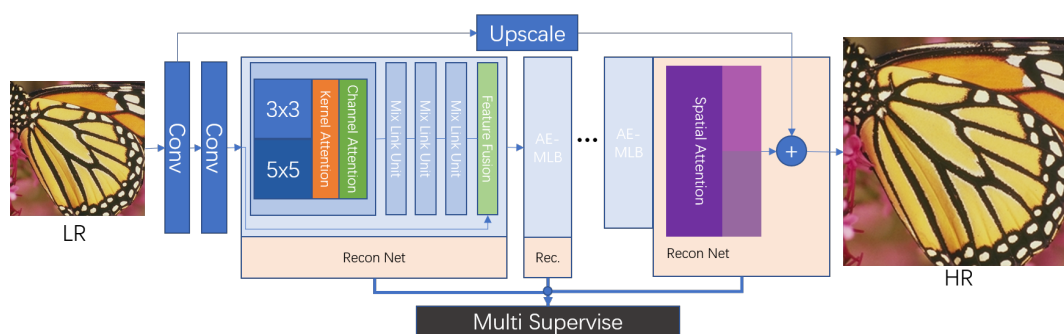 Upscale
LR
Conv
Conv
3x3
5x5
Kernel Attention
Channel Attention
Mix Link Unit
Mix Link Unit
Mix Link Unit
Feature Fusion
Recon Net
AE-
MLB
Rec.
...
AE-
MLB
Spatial Attention
Recon Net
+
HR
Multi Supervise